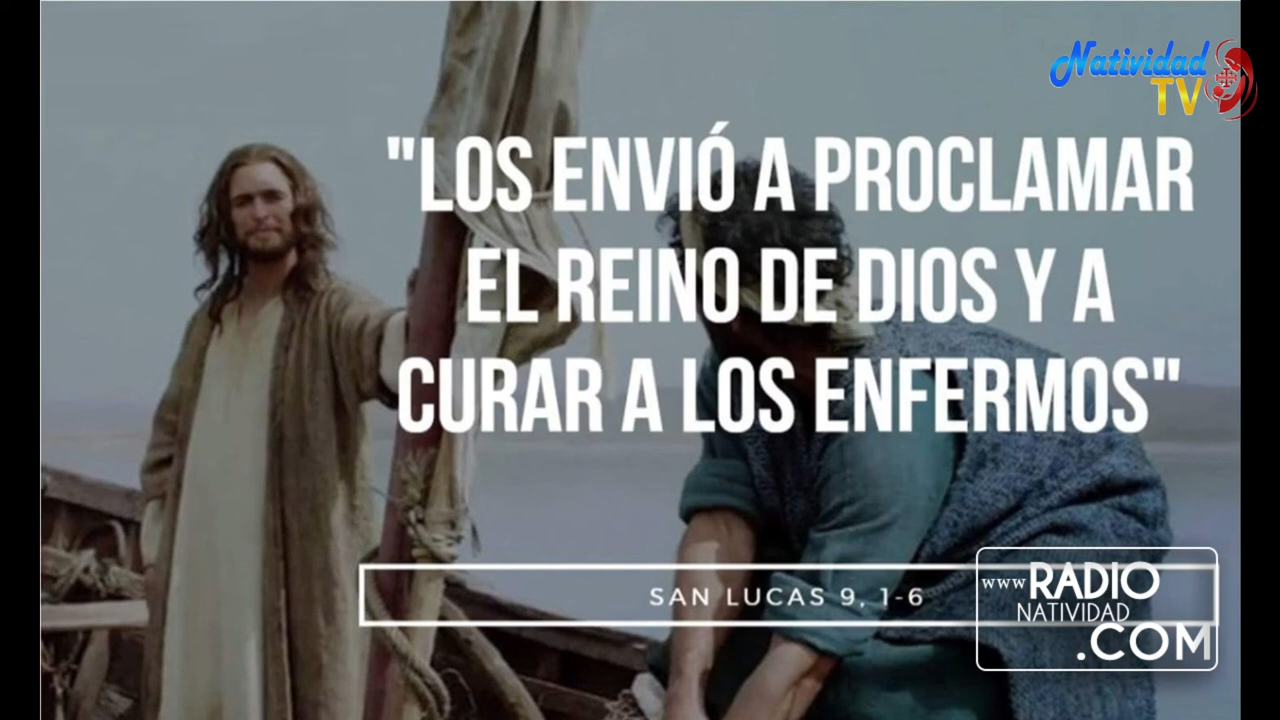 Natividad
TV
"LOS ENVIÓ A PROCLAMAR
EL REINO DE DIOS Y A
CURAR A LOS ENFERMOS"
SAN LUCAS 9, 1-6
www RADIO
NATIVIDAD
.COM